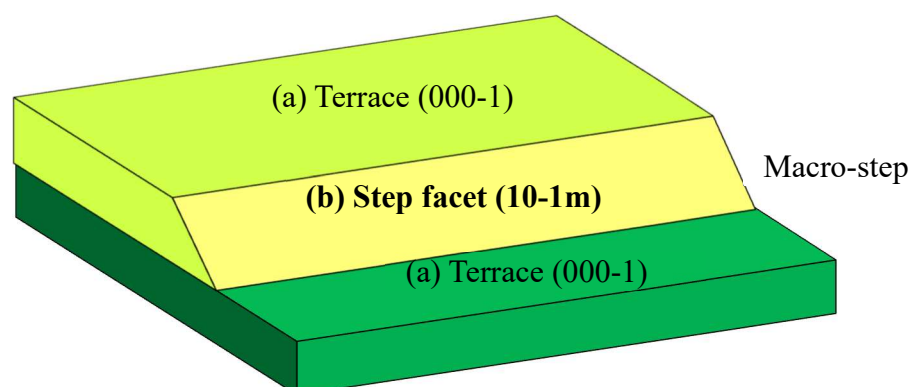 (a) Terrace (000-1)
Macro-step
(b) Step facet (10-1m)
(a) Terrace (000-1)